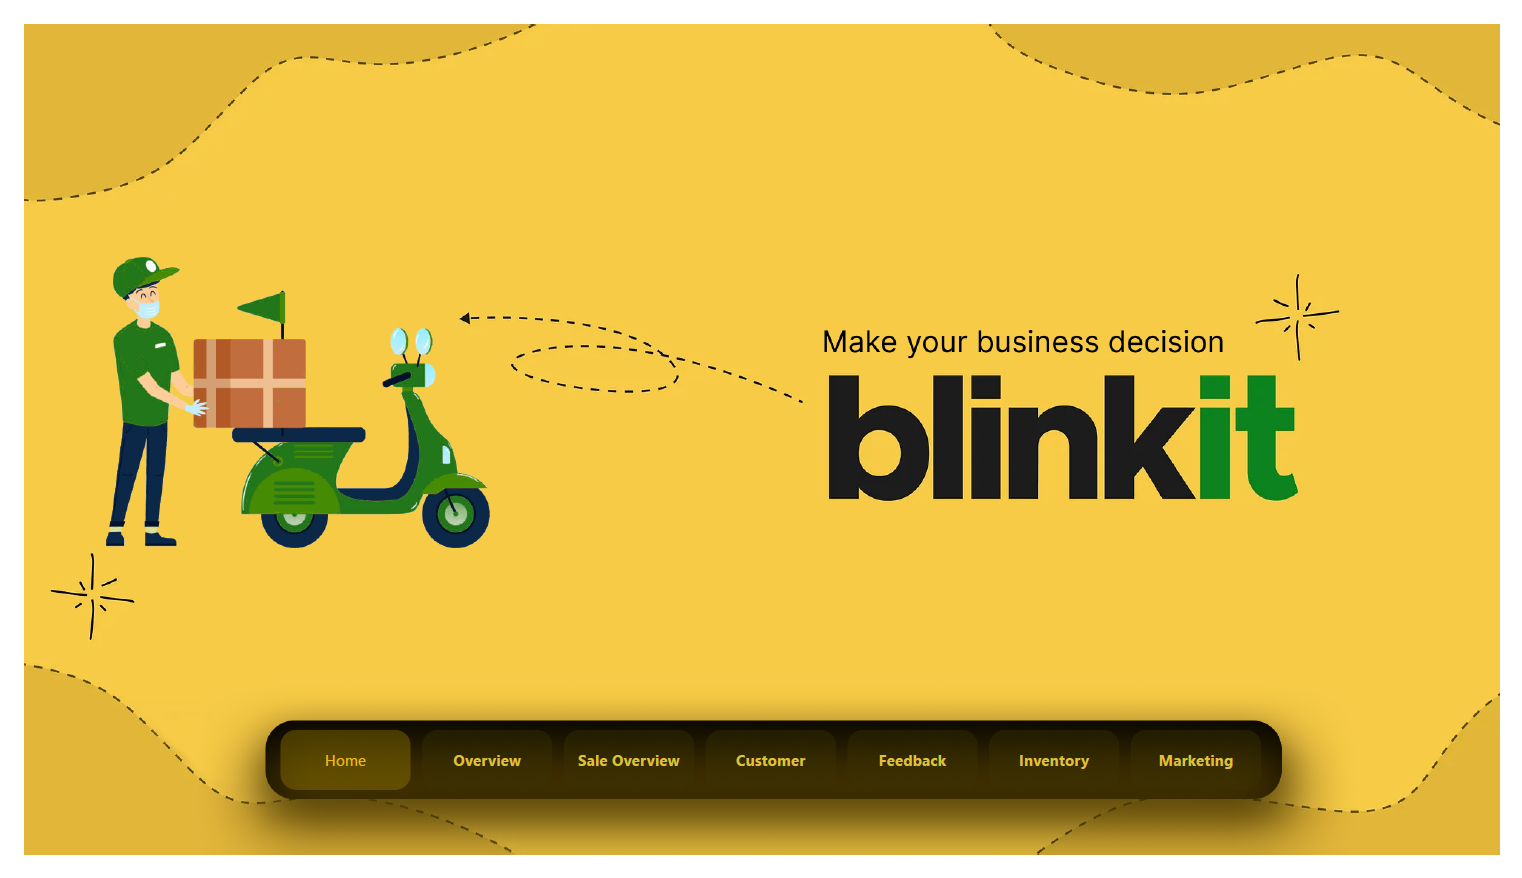 Make your business decision
blinkit
Home Overview Sale Overview Customer Feedback Inventory Marketing